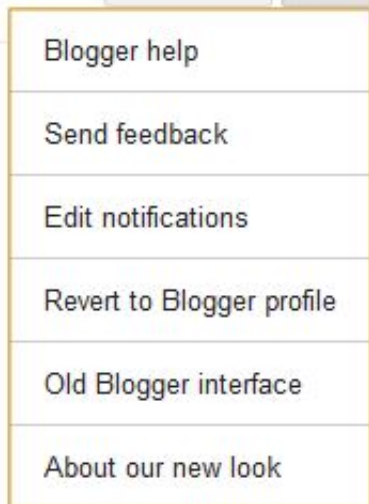 Blogger help
Send feedback
Edit notifications
Revert to Blogger profile
Old Blogger interface
About our new look